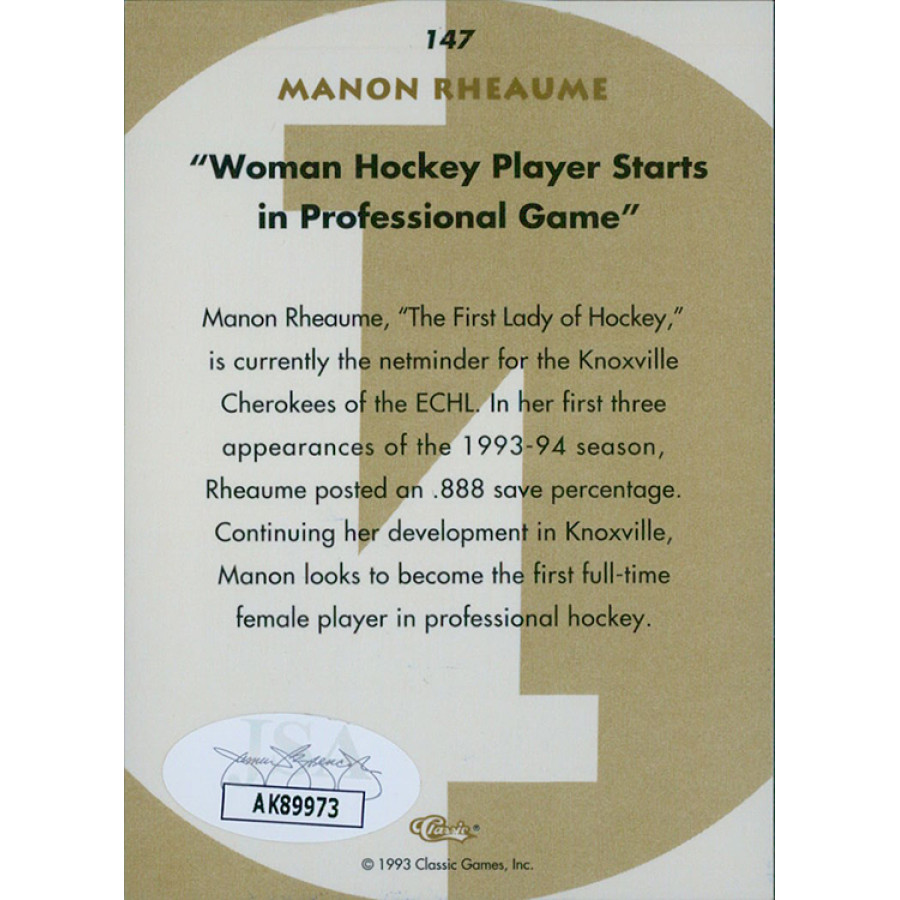 147
MANON RHEAUME
“Woman Hockey Player Starts
in Professional Game”
Manon Rheaume, “The First Lady of Hockey,”
is currently the netminder for the Knoxville
Cherokees of the ECHL. In her first three
appearances of the 1993-94 season,
Rheaume posted an .888 save percentage.
Continuing her development in Knoxville,
Manon looks to become the first full-time
female player in professional hockey.
JSA
AK89973
Classic®
© 1993 Classic Games, Inc.